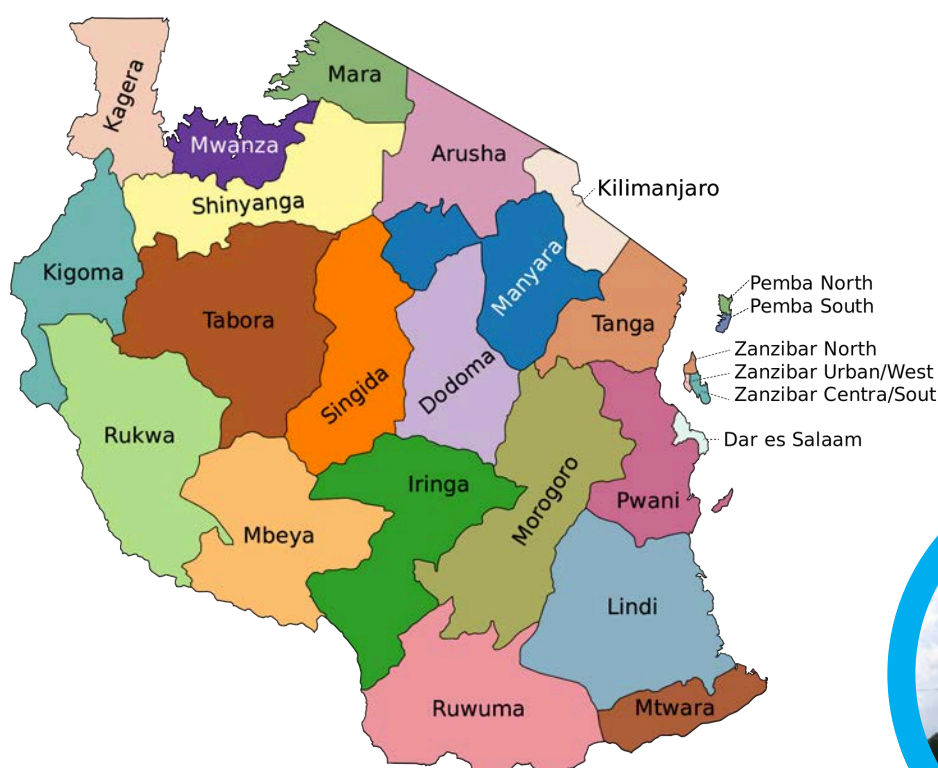 Mara
Kagera
Mwanza
Arusha
Kilimanjaro
Shinyanga
Kigoma
Manyara
Pemba North
Pemba South
Tabora
Tanga
Zanzibar North
Zanzibar Urban/West
Zanzibar Centra/Sout
Singida
Dodoma
Rukwa
Dar es Salaam
Iringa
Morogoro
Pwani
Mbeya
Lindi
Ruwuma
Mtwara